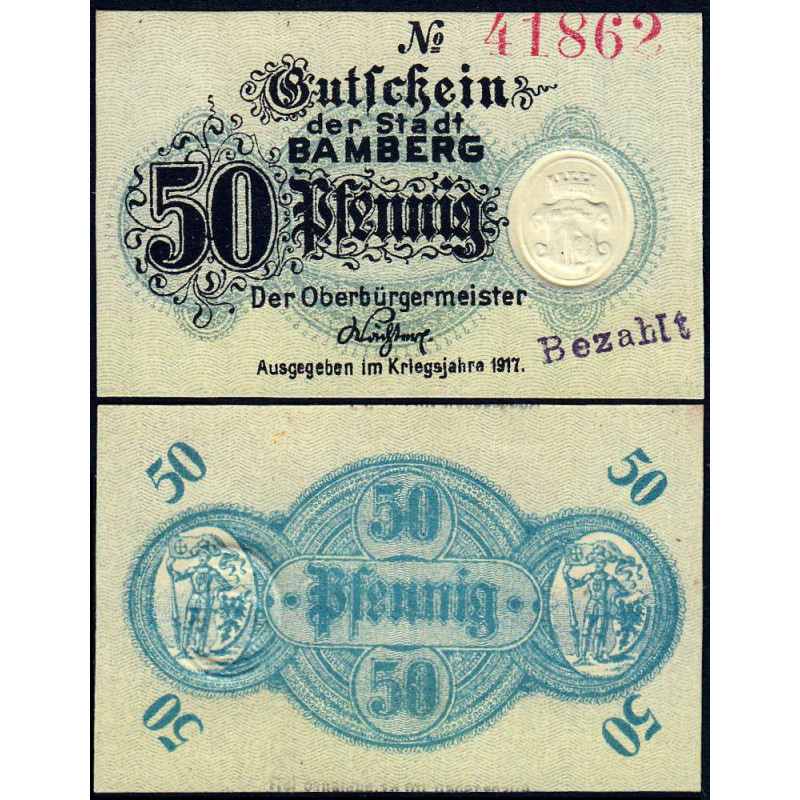 № 41862
Gutschein
der Stadt
BAMBERG
50 Pfennig
Der Oberbürgermeister
Wächter.
Bezahlt
Ausgegeben im Kriegsjahre 1917.
50 50
50
Pfennig
50
50 50